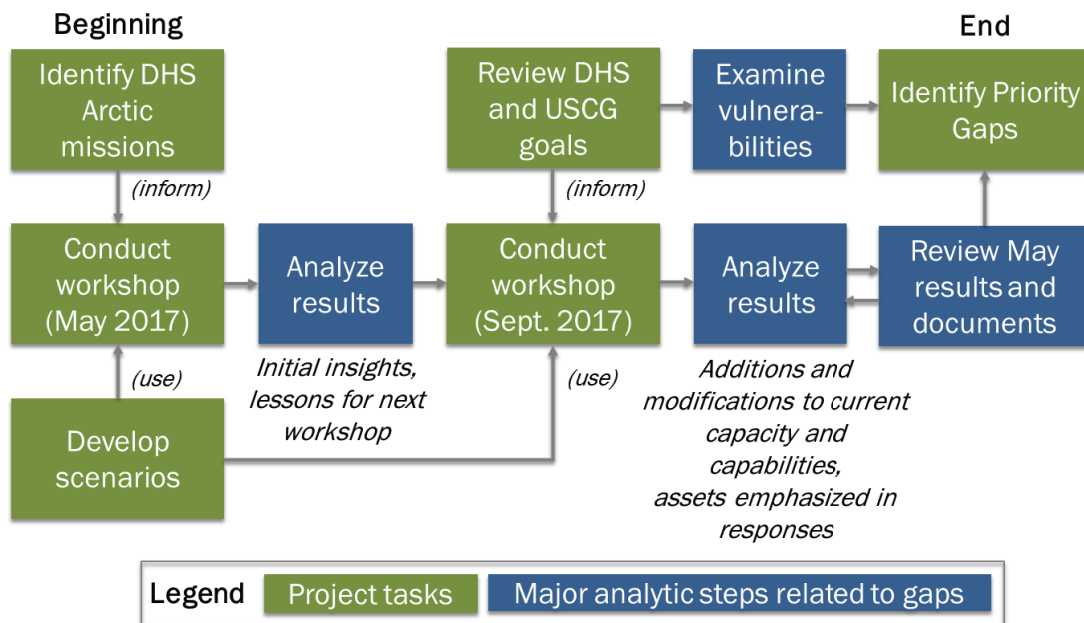 Beginning
End
Identify DHS
Arctic
missions
Review DHS
and USCG
goals
Examine
vulnera-
bilities
Identify Priority
Gaps
(inform)
(inform)
Conduct
workshop
(May 2017)
Analyze
results
Conduct
workshop
(Sept. 2017)
Analyze
results
Review May
results and
documents
(use)
Initial insights,
lessons for next
workshop
(use)
Additions and
modifications to current
capacity and
capabilities,
assets emphasized in
responses
Develop
scenarios
Legend
Project tasks
Major analytic steps related to gaps